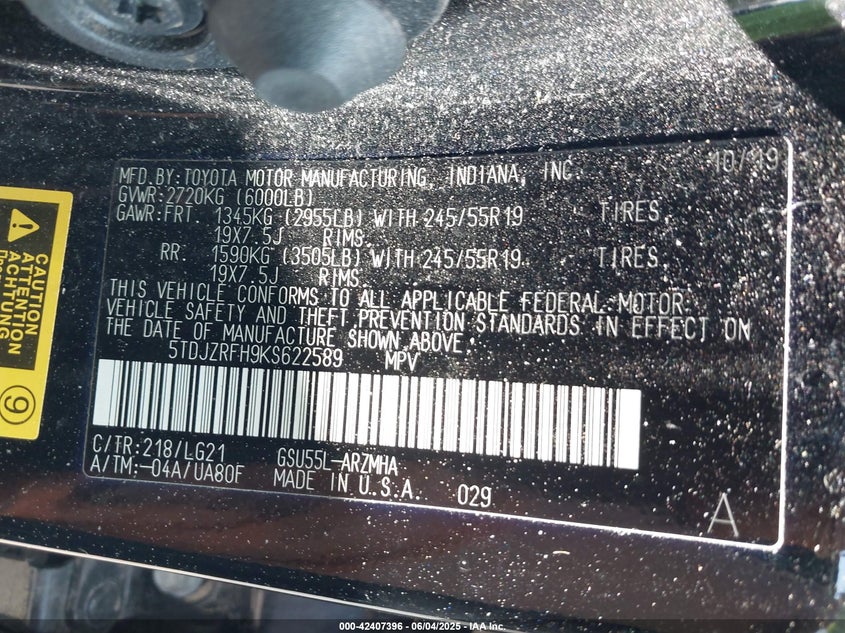 MFD. BY: TOYOTA MOTOR MANUFACTURING, INDIANA, INC. 10/19
GVWR: 2720KG (6000LB)
GAWR: FRT. 1345KG (2955LB) WITH 245/55R19 TIRES,
19X7.5J RIMS,
RR. 1590KG (3505LB) WITH 245/55R19 TIRES,
19X7.5J RIMS,
THIS VEHICLE CONFORMS TO ALL APPLICABLE FEDERAL MOTOR
VEHICLE SAFETY AND THEFT PREVENTION STANDARDS IN EFFECT ON
THE DATE OF MANUFACTURE SHOWN ABOVE.
5TDJZRFH9KS622589 MPV
C/TR: 218/LG21 GSU55L-ARZMHA
A/TM: -04A/UA80F MADE IN U.S.A. 029
A
CAUTION
ATTENTION
ACHTUNG
9
000-42407396 - 06/04/2025 - IAA Inc.